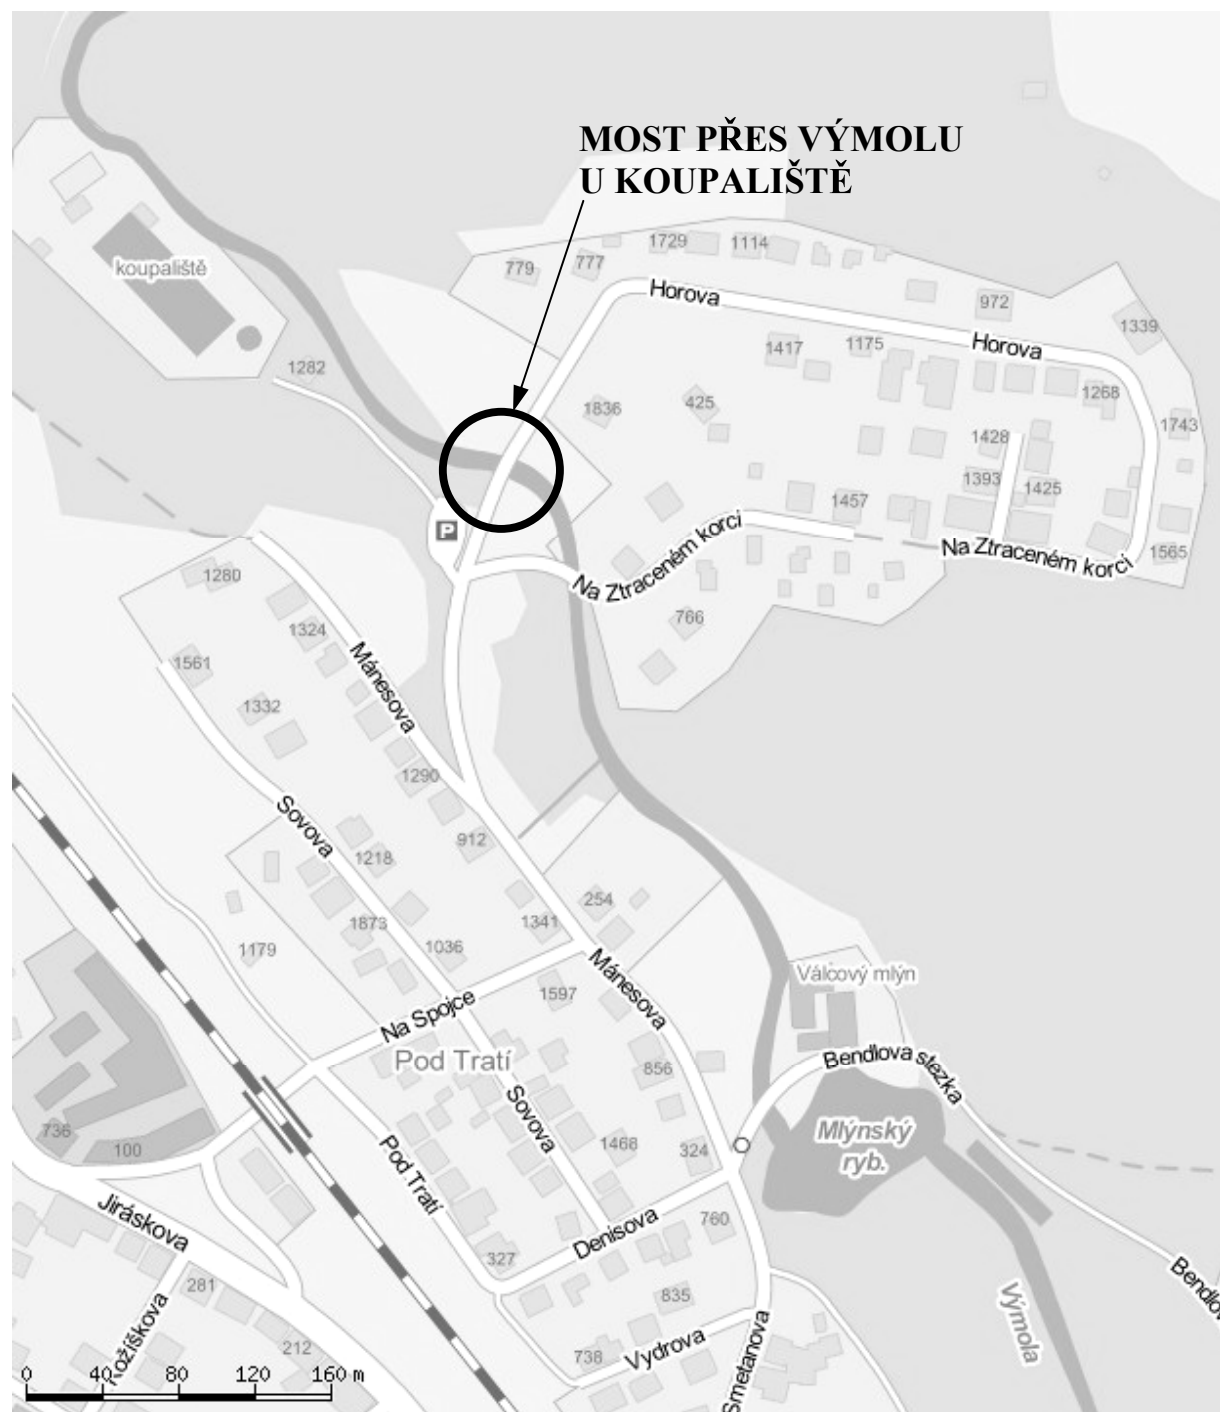 MOST PŘES VÝMOLU
U KOUPALIŠTĚ
koupaliště
779
777
1729
1114
Horova
972
1339
1417
1175
Horova
1282
1836
425
1268
1743
1428
1393
1425
1457
P
Na Ztraceném korci
Na Ztraceném korci
1565
1280
766
1324
1561
Mánesova
1332
1290
Sovova
912
1218
254
1873
1341
1179
1036
Mánesova
Válcový mlýn
1597
Na Spojce
Pod Tratí
856
Bendlova stezka
Sovova
736
100
1468
324
Mlýnský
ryb.
Pod Tratí
Jiráskova
Denisova
760
327
281
835
Výmola
212
738
Vydrova
Smetanova
0 40 80 120 160 m